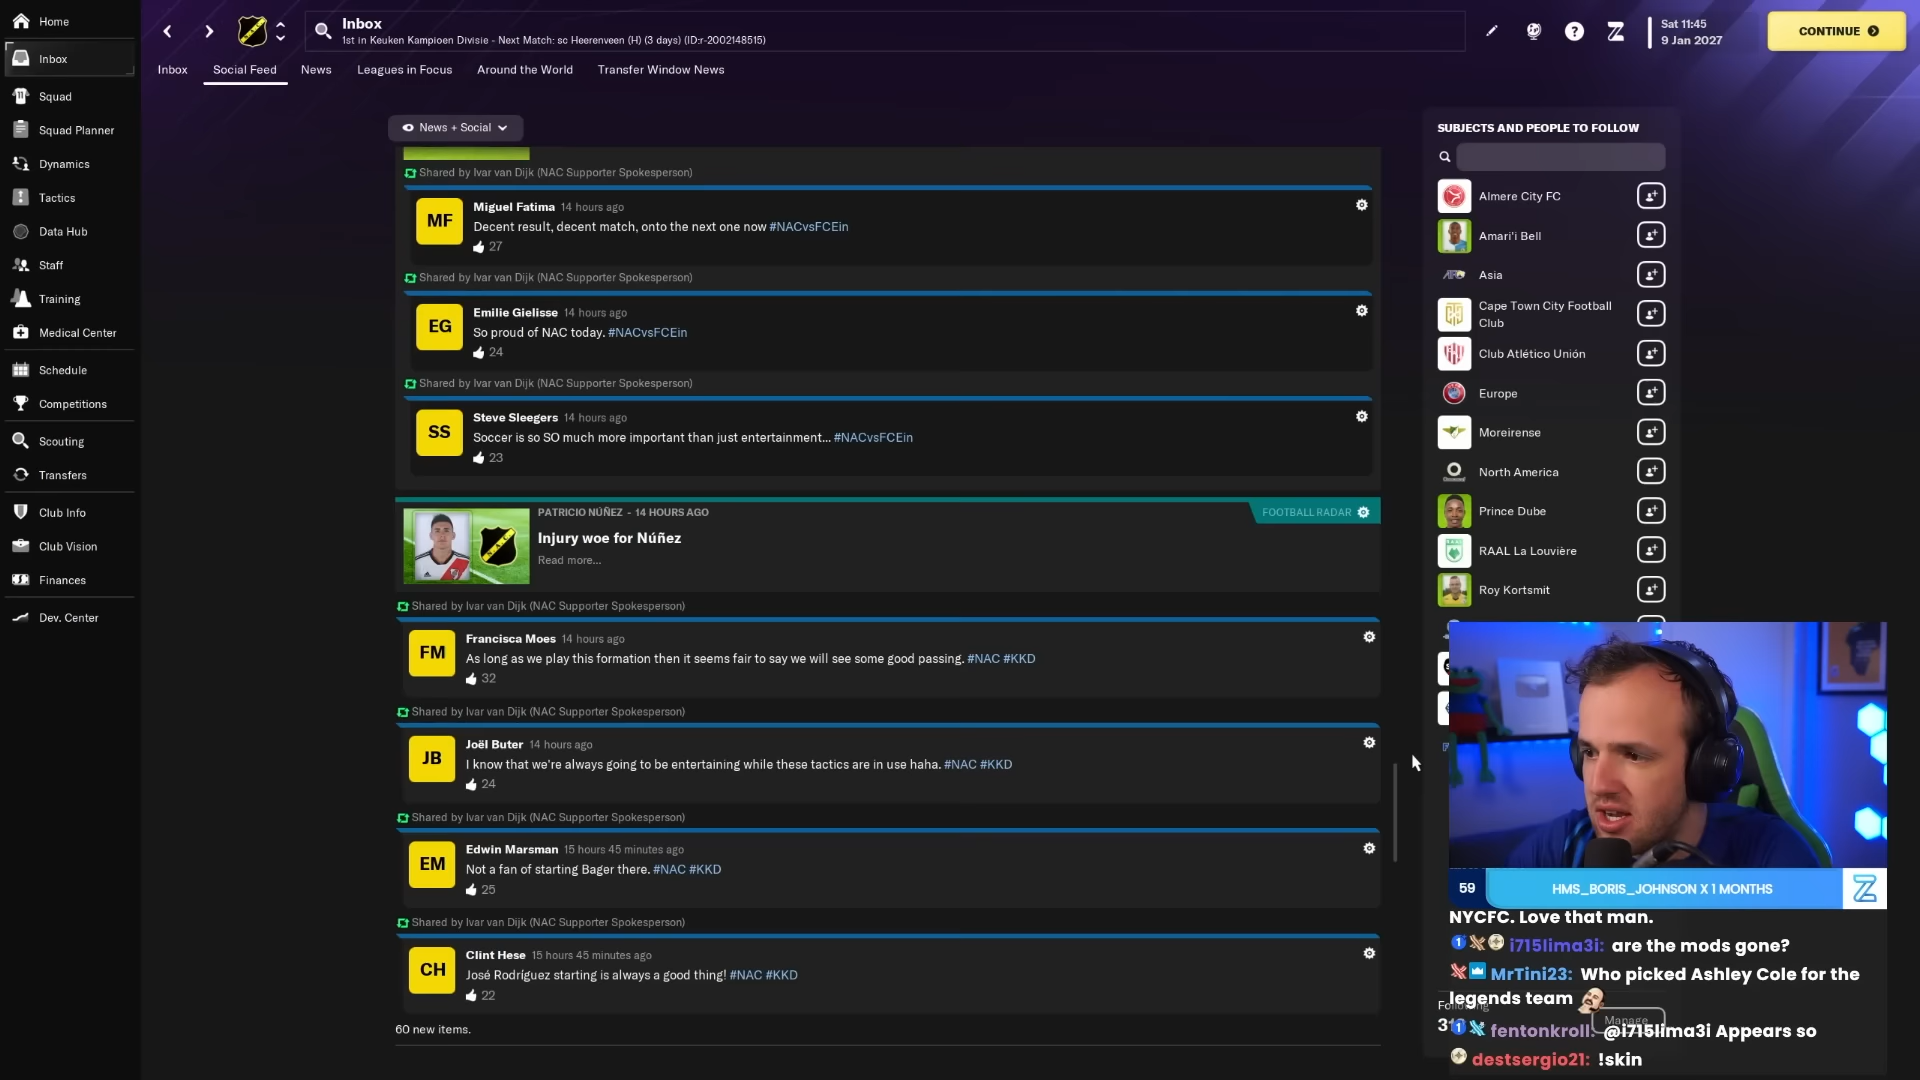 Home
Inbox
1st in Keuken Kampioen Divisie - Next Match: sc Heerenveen (H) (3 days) (ID:r-2002148515)
Sat 11:45
9 Jan 2027
CONTINUE
Inbox
Squad
Squad Planner
Dynamics
Tactics
Data Hub
Staff
Training
Medical Center
Schedule
Competitions
Scouting
Transfers
Club Info
Club Vision
Finances
Dev. Center
Inbox Social Feed News Leagues in Focus Around the World Transfer Window News
News + Social
Shared by Ivar van Dijk (NAC Supporter Spokesperson)
MF
Miguel Fatima 14 hours ago
Decent result, decent match, onto the next one now #NACvsFCEin
27
Shared by Ivar van Dijk (NAC Supporter Spokesperson)
EG
Emilie Gielisse 14 hours ago
So proud of NAC today. #NACvsFCEin
24
Shared by Ivar van Dijk (NAC Supporter Spokesperson)
SS
Steve Sleegers 14 hours ago
Soccer is so SO much more important than just entertainment... #NACvsFCEin
23
PATRICIO NÚÑEZ - 14 HOURS AGO
FOOTBALL RADAR
Injury woe for Núñez
Read more...
NAC
Shared by Ivar van Dijk (NAC Supporter Spokesperson)
FM
Francisca Moes 14 hours ago
As long as we play this formation then it seems fair to say we will see some good passing. #NAC #KKD
32
Shared by Ivar van Dijk (NAC Supporter Spokesperson)
JB
Joël Buter 14 hours ago
I know that we're always going to be entertaining while these tactics are in use haha. #NAC #KKD
24
Shared by Ivar van Dijk (NAC Supporter Spokesperson)
EM
Edwin Marsman 15 hours 45 minutes ago
Not a fan of starting Bager there. #NAC #KKD
25
Shared by Ivar van Dijk (NAC Supporter Spokesperson)
CH
Clint Hese 15 hours 45 minutes ago
José Rodríguez starting is always a good thing! #NAC #KKD
22
60 new items.
SUBJECTS AND PEOPLE TO FOLLOW
Almere City FC
Amari'i Bell
Asia
Cape Town City Football
Club
Club Atlético Unión
Europe
Moreirense
North America
Prince Dube
RAAL La Louvière
Roy Kortsmit
59 HMS_BORIS_JOHNSON X 1 MONTHS
NYCFC. Love that man.
i715lima3i: are the mods gone?
MrTini23: Who picked Ashley Cole for the
legends team
Manage
fentonkroll: @i715lima3i Appears so
destsergio21: !skin